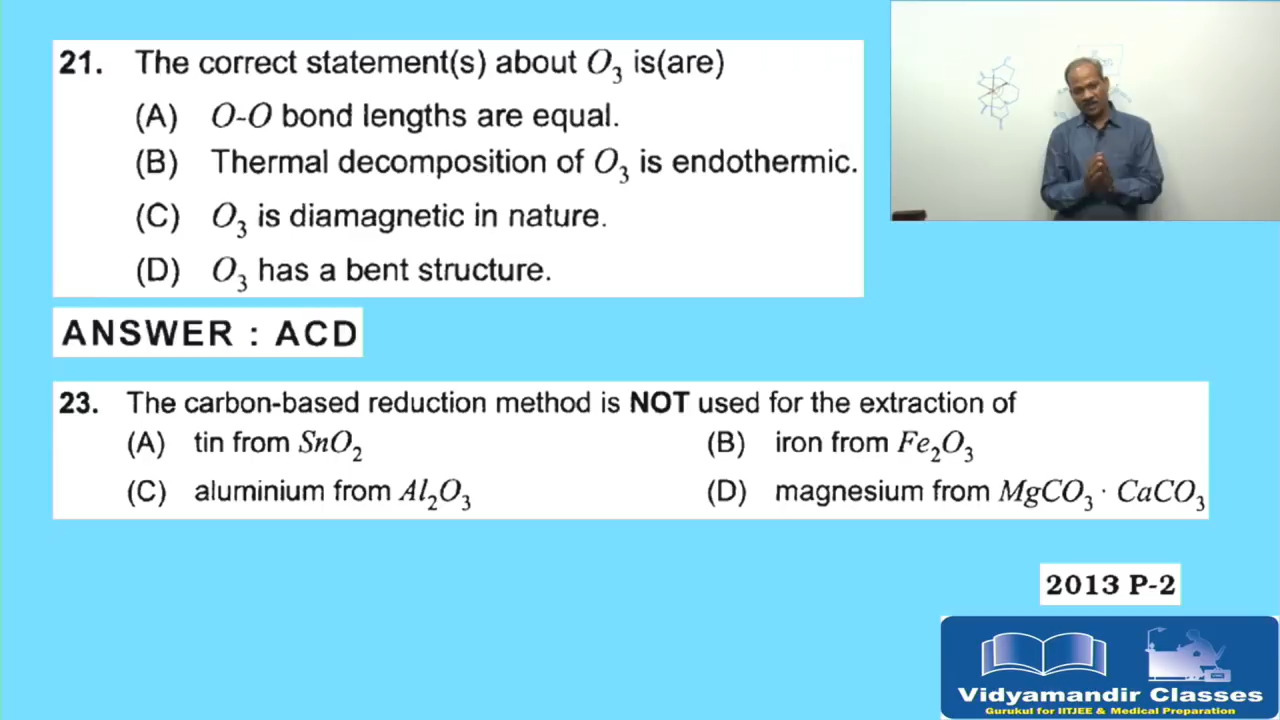 21. The correct statement(s) about O₃ is(are)
(A) O-O bond lengths are equal.
(B) Thermal decomposition of O₃ is endothermic.
(C) O₃ is diamagnetic in nature.
(D) O₃ has a bent structure.
ANSWER : ACD
23. The carbon-based reduction method is NOT used for the extraction of
(A) tin from SnO₂ (B) iron from Fe₂O₃
(C) aluminium from Al₂O₃ (D) magnesium from MgCO₃ · CaCO₃
2013 P-2
Vidyamandir Classes
Gurukul for IITJEE & Medical Preparation